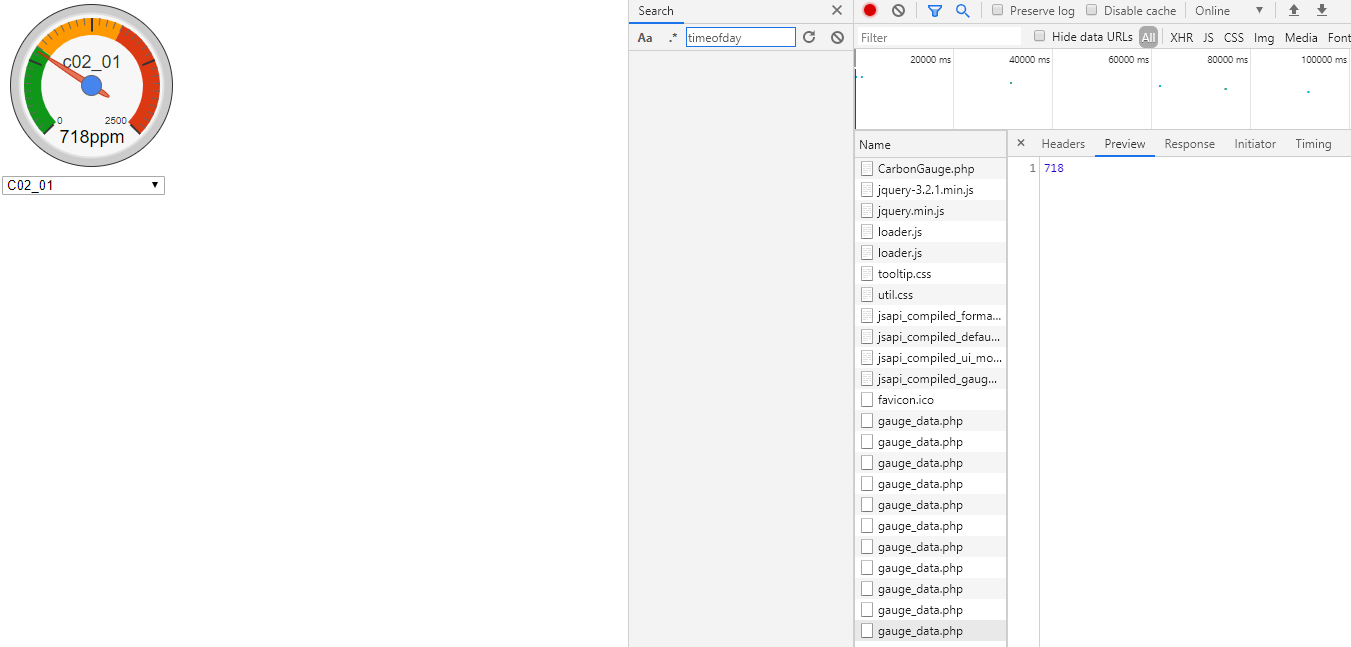 c02_01
0 2500
718ppm
C02_01
Search
Aa .* timeofday
Preserve log Disable cache Online
Filter Hide data URLs All XHR JS CSS Img Media Font
20000 ms 40000 ms 60000 ms 80000 ms 100000 ms
Name
CarbonGauge.php
jquery-3.2.1.min.js
jquery.min.js
loader.js
loader.js
tooltip.css
util.css
jsapi_compiled_forma...
jsapi_compiled_defau...
jsapi_compiled_ui_mo...
jsapi_compiled_gaug...
favicon.ico
gauge_data.php
gauge_data.php
gauge_data.php
gauge_data.php
gauge_data.php
gauge_data.php
gauge_data.php
gauge_data.php
gauge_data.php
gauge_data.php
gauge_data.php
× Headers Preview Response Initiator Timing
1 718